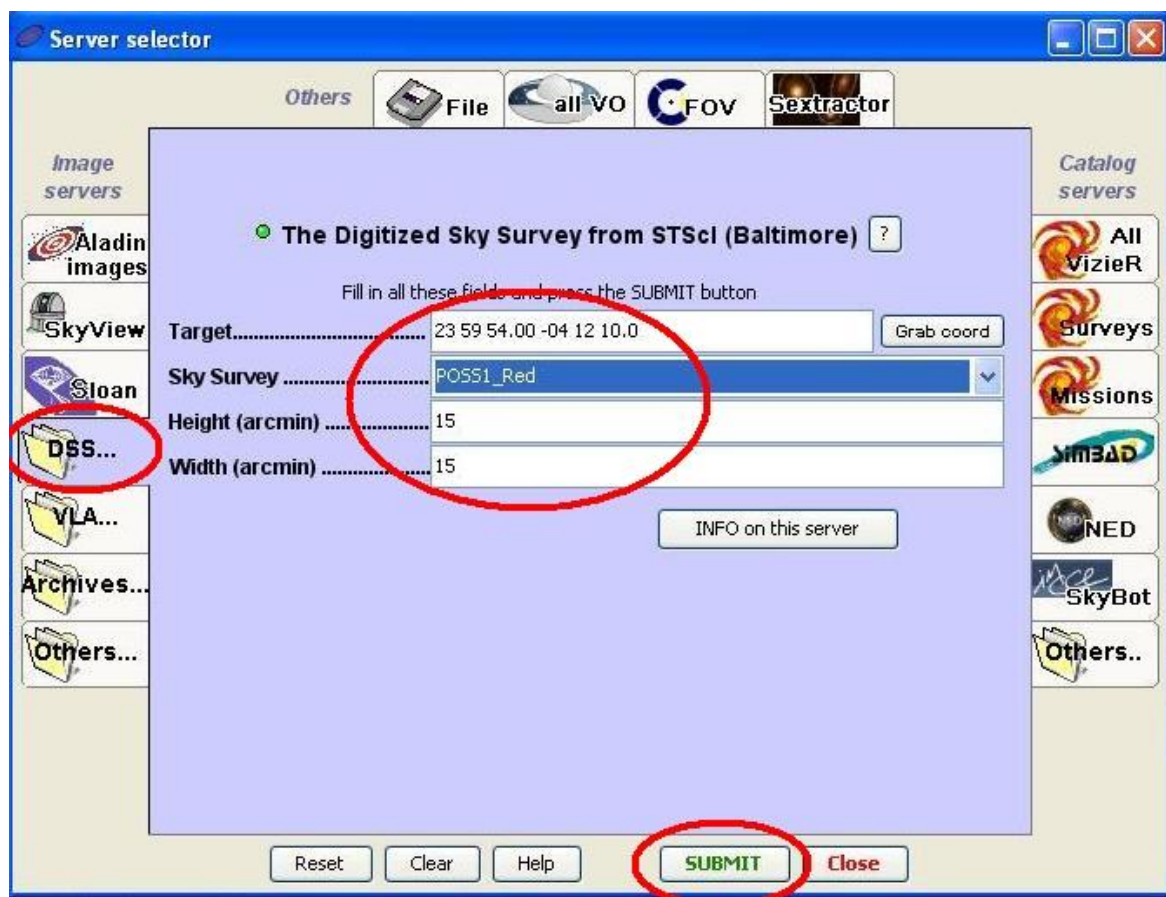 Server selector
Others
File
all VO
FOV
Sextractor
Image
servers
Catalog
servers
Aladin
images
SkyView
Sloan
DSS...
VLA...
Archives...
Others...
The Digitized Sky Survey from STScI (Baltimore) ?
Fill in all these fields and press the SUBMIT button
Target.................................... 23 59 54.00 -04 12 10.0 Grab coord
Sky Survey ........................... POSS1_Red
Height (arcmin) ................... 15
Width (arcmin) .................... 15
INFO on this server
All
VizieR
Surveys
Missions
SIMBAD
NED
SkyBot
Others..
Reset Clear Help SUBMIT Close